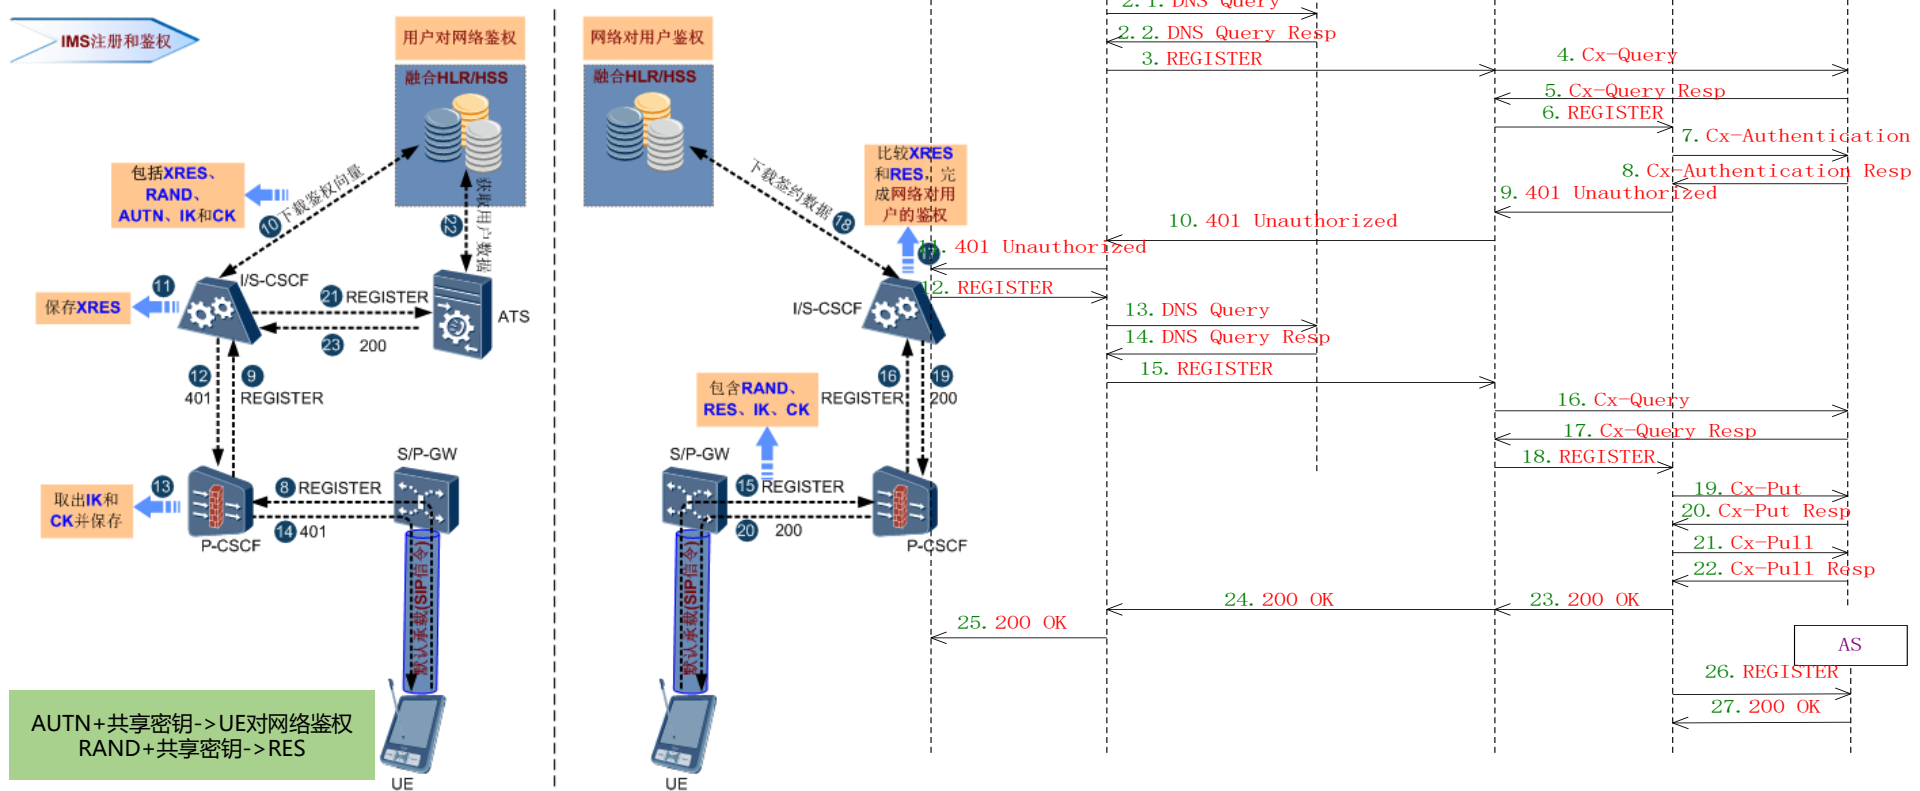 IMS注册和鉴权
用户对网络鉴权
融合HLR/HSS
包括XRES、
RAND、
AUTN、IK和CK
10
下载鉴权向量
22
获取用户数据
11
保存XRES
I/S-CSCF
21 REGISTER
ATS
23 200
12
401
9
REGISTER
S/P-GW
13
取出IK和
CK并保存
8 REGISTER
14 401
P-CSCF
默认承载(SIP信令)
UE
AUTN+共享密钥->UE对网络鉴权
RAND+共享密钥->RES
网络对用户鉴权
融合HLR/HSS
下载签约数据
18
比较XRES
和RES，完
成网络对用
户的鉴权
17
I/S-CSCF
16
REGISTER
19
200
包含RAND、
RES、IK、CK
S/P-GW
15 REGISTER
20 200
P-CSCF
默认承载(SIP信令)
UE
2.1. DNS Query
2.2. DNS Query Resp
3. REGISTER
4. Cx-Query
5. Cx-Query Resp
6. REGISTER
7. Cx-Authentication
8. Cx-Authentication Resp
9. 401 Unauthorized
10. 401 Unauthorized
11. 401 Unauthorized
12. REGISTER
13. DNS Query
14. DNS Query Resp
15. REGISTER
16. Cx-Query
17. Cx-Query Resp
18. REGISTER
19. Cx-Put
20. Cx-Put Resp
21. Cx-Pull
22. Cx-Pull Resp
23. 200 OK
24. 200 OK
25. 200 OK
AS
26. REGISTER
27. 200 OK